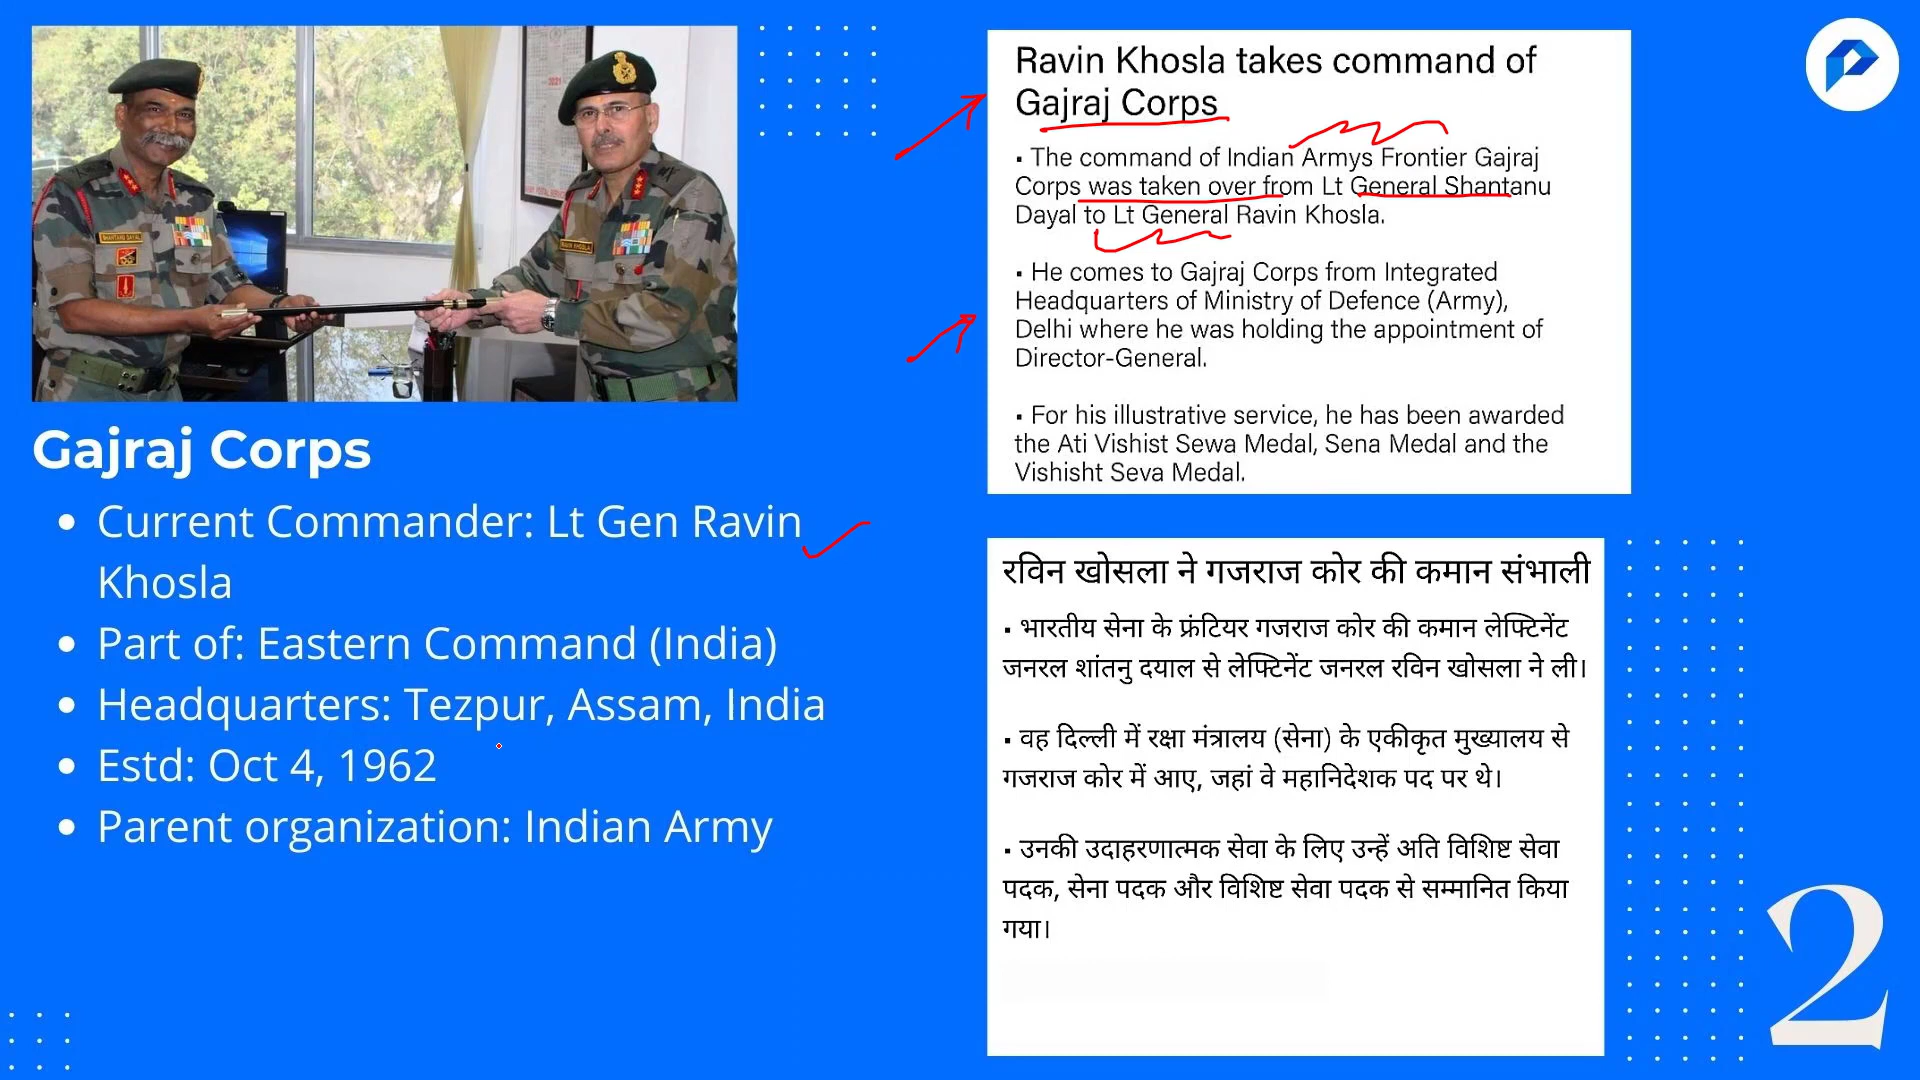 2021
SHANTANU DAYAL
RAVIN KHOSLA
Gajraj Corps
• Current Commander: Lt Gen Ravin
Khosla
• Part of: Eastern Command (India)
• Headquarters: Tezpur, Assam, India
• Estd: Oct 4, 1962
• Parent organization: Indian Army
Ravin Khosla takes command of
Gajraj Corps
▪ The command of Indian Armys Frontier Gajraj
Corps was taken over from Lt General Shantanu
Dayal to Lt General Ravin Khosla.
▪ He comes to Gajraj Corps from Integrated
Headquarters of Ministry of Defence (Army),
Delhi where he was holding the appointment of
Director-General.
▪ For his illustrative service, he has been awarded
the Ati Vishist Sewa Medal, Sena Medal and the
Vishisht Seva Medal.
रविन खोसला ने गजराज कोर की कमान संभाली
▪ भारतीय सेना के फ्रंटियर गजराज कोर की कमान लेफ्टिनेंट
जनरल शांतनु दयाल से लेफ्टिनेंट जनरल रविन खोसला ने ली।
▪ वह दिल्ली में रक्षा मंत्रालय (सेना) के एकीकृत मुख्यालय से
गजराज कोर में आए, जहां वे महानिदेशक पद पर थे।
▪ उनकी उदाहरणात्मक सेवा के लिए उन्हें अति विशिष्ट सेवा
पदक, सेना पदक और विशिष्ट सेवा पदक से सम्मानित किया
गया।
2